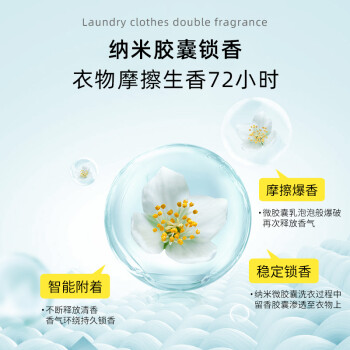 Laundry clothes double fragrance
纳米胶囊锁香
衣物摩擦生香72小时
摩擦爆香
·微胶囊乳泡泡般爆破
再次释放香气
稳定锁香
·纳米微胶囊洗衣过程中
留香胶囊渗透至衣物上
智能附着
·不断释放清香
香气环绕持久锁香